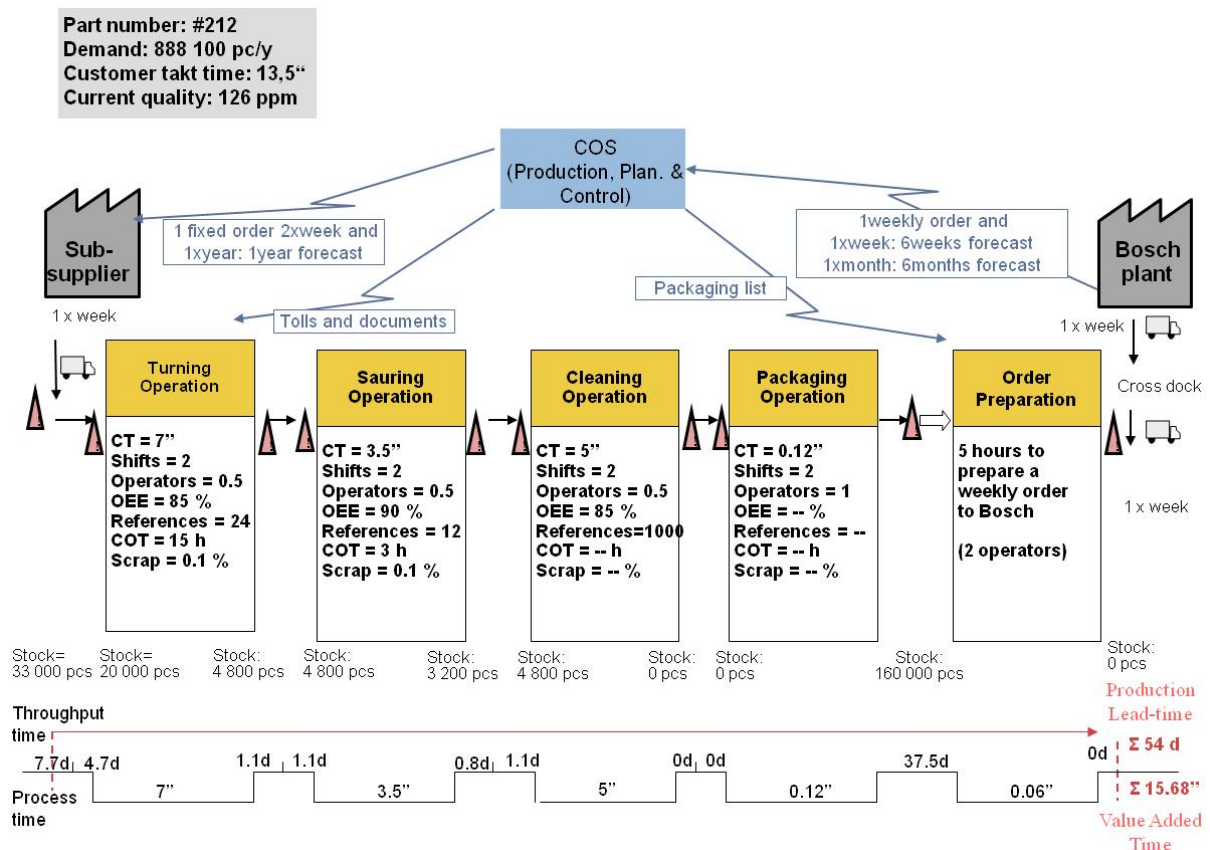 Part number: #212
Demand: 888 100 pc/y
Customer takt time: 13,5“
Current quality: 126 ppm
COS
(Production, Plan. &
Control)
Sub-
supplier
1 fixed order 2xweek and
1xyear: 1year forecast
1weekly order and
1xweek: 6weeks forecast
1xmonth: 6months forecast
Bosch
plant
Packaging list
Tolls and documents
1 x week
1 x week
Cross dock
1 x week
Turning
Operation
CT = 7’’
Shifts = 2
Operators = 0.5
OEE = 85 %
References = 24
COT = 15 h
Scrap = 0.1 %
Sauring
Operation
CT = 3.5’’
Shifts = 2
Operators = 0.5
OEE = 90 %
References = 12
COT = 3 h
Scrap = 0.1 %
Cleaning
Operation
CT = 5’’
Shifts = 2
Operators = 0.5
OEE = 85 %
References=1000
COT = -- h
Scrap = -- %
Packaging
Operation
CT = 0.12’’
Shifts = 2
Operators = 1
OEE = -- %
References = --
COT = -- h
Scrap = -- %
Order
Preparation
5 hours to
prepare a
weekly order
to Bosch
(2 operators)
Stock=
33 000 pcs
Stock=
20 000 pcs
Stock:
4 800 pcs
Stock:
4 800 pcs
Stock:
3 200 pcs
Stock:
4 800 pcs
Stock:
0 pcs
Stock:
0 pcs
Stock:
160 000 pcs
Stock:
0 pcs
Production
Lead-time
Throughput
time
7.7d 4.7d 1.1d 1.1d 0.8d 1.1d 0d 0d 37.5d 0d
Σ 54 d
Process
time
7’’ 3.5’’ 5’’ 0.12’’ 0.06’’
Σ 15.68’’
Value Added
Time